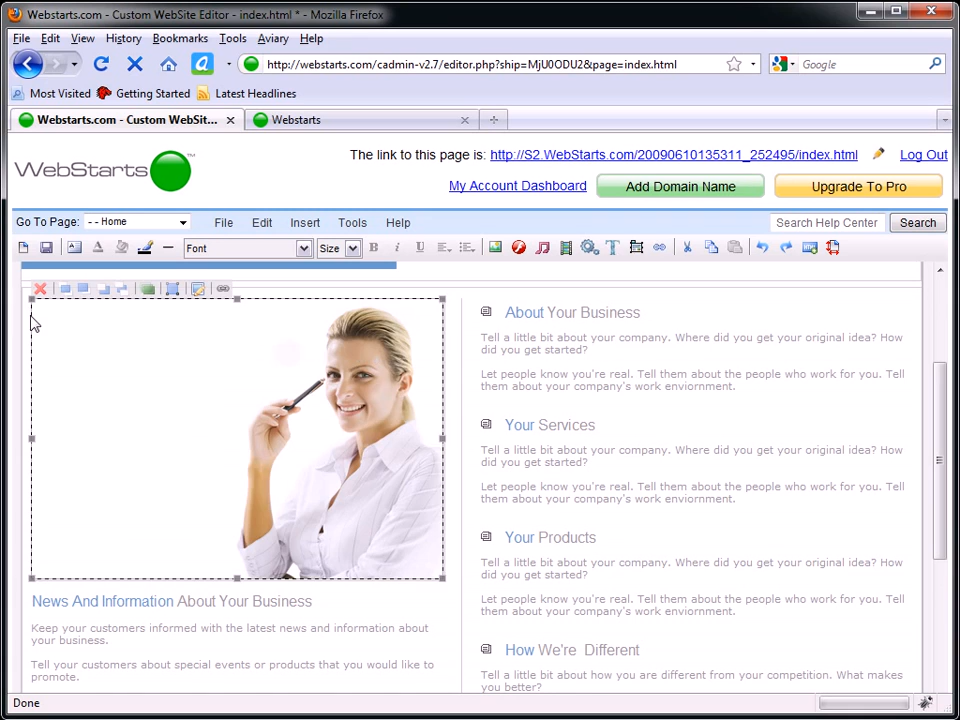 Webstarts.com - Custom WebSite Editor - index.html * - Mozilla Firefox
File Edit View History Bookmarks Tools Aviary Help
http://webstarts.com/cadmin-v2.7/editor.php?ship=MjU0ODU2&page=index.html
Google
Most Visited Getting Started Latest Headlines
Webstarts.com - Custom WebSit... Webstarts
WebStarts™
The link to this page is: http://S2.WebStarts.com/20090610135311_252495/index.html Log Out
My Account Dashboard Add Domain Name Upgrade To Pro
Go To Page: - - Home File Edit Insert Tools Help Search Help Center Search
Font Size B i U
About Your Business
Tell a little bit about your company. Where did you get your original idea? How
did you get started?
Let people know you're real. Tell them about the people who work for you. Tell
them about your company's work enviornment.
Your Services
Tell a little bit about your company. Where did you get your original idea? How
did you get started?
Let people know you're real. Tell them about the people who work for you. Tell
them about your company's work enviornment.
Your Products
Tell a little bit about your company. Where did you get your original idea? How
did you get started?
Let people know you're real. Tell them about the people who work for you. Tell
them about your company's work enviornment.
How We're Different
Tell a little bit about how you are different from your competition. What makes
you better?
News And Information About Your Business
Keep your customers informed with the latest news and information about
your business.
Tell your customers about special events or products that you would like to
promote.
Done